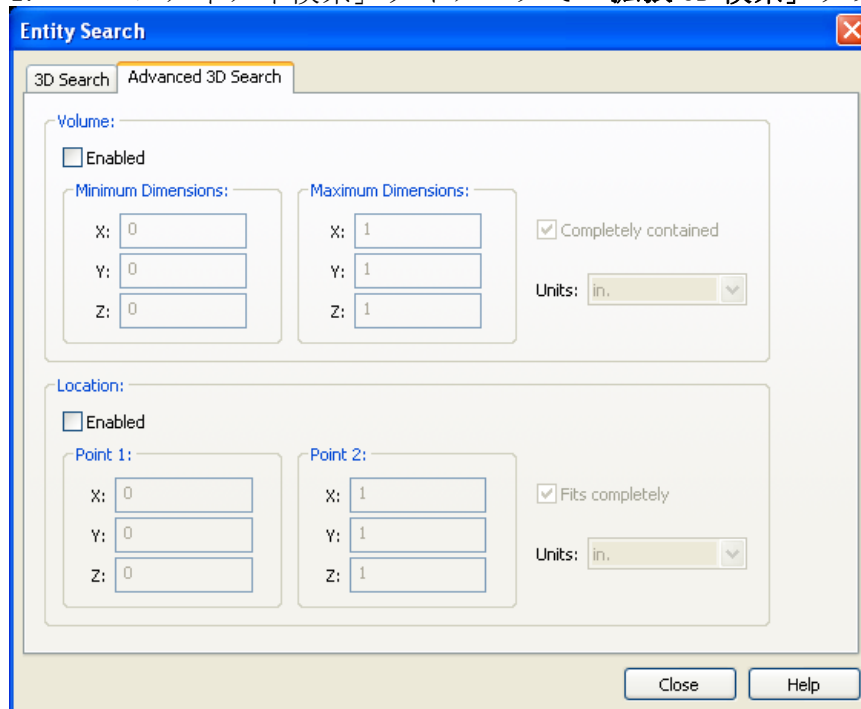 Entity Search
3D Search Advanced 3D Search
Volume:
Enabled
Minimum Dimensions: Maximum Dimensions:
X: 0 X: 1 Completely contained
Y: 0 Y: 1
Units: in.
Z: 0 Z: 1
Location:
Enabled
Point 1: Point 2:
X: 0 X: 1 Fits completely
Y: 0 Y: 1
Units: in.
Z: 0 Z: 1
Close Help